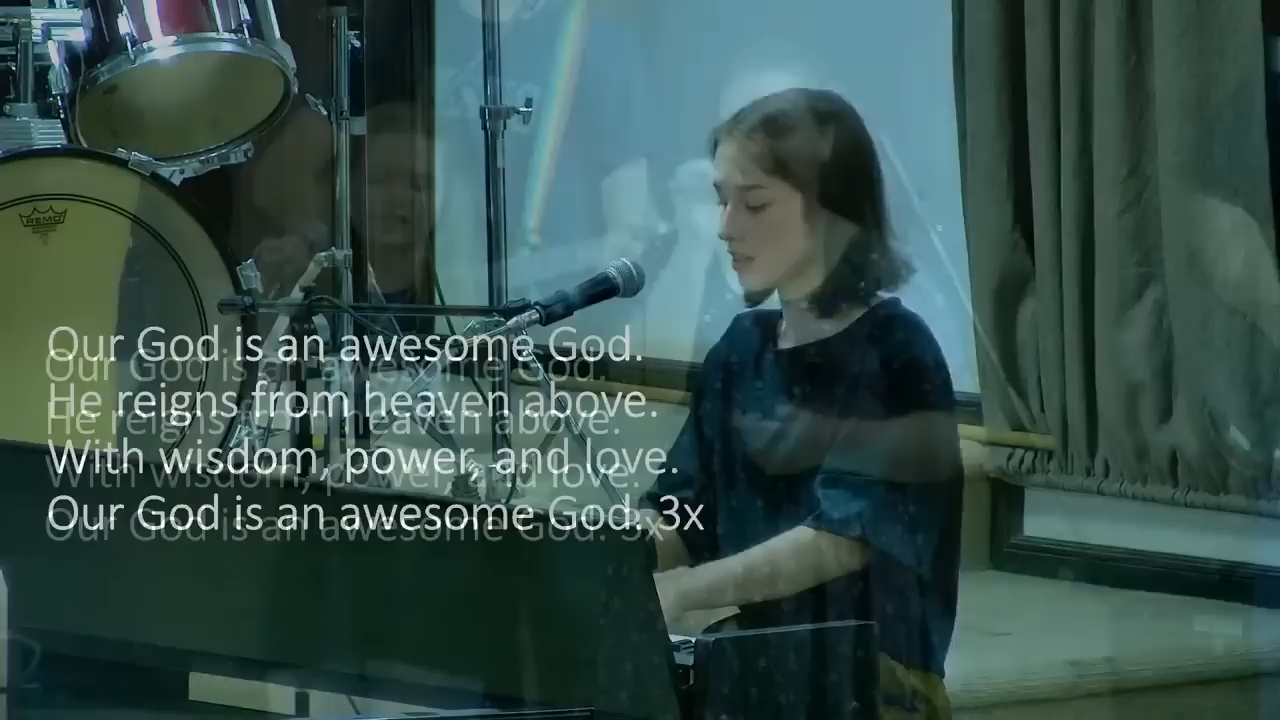 REMO
Our God is an awesome God.
He reigns from heaven above.
With wisdom, power, and love.
Our God is an awesome God. 3x